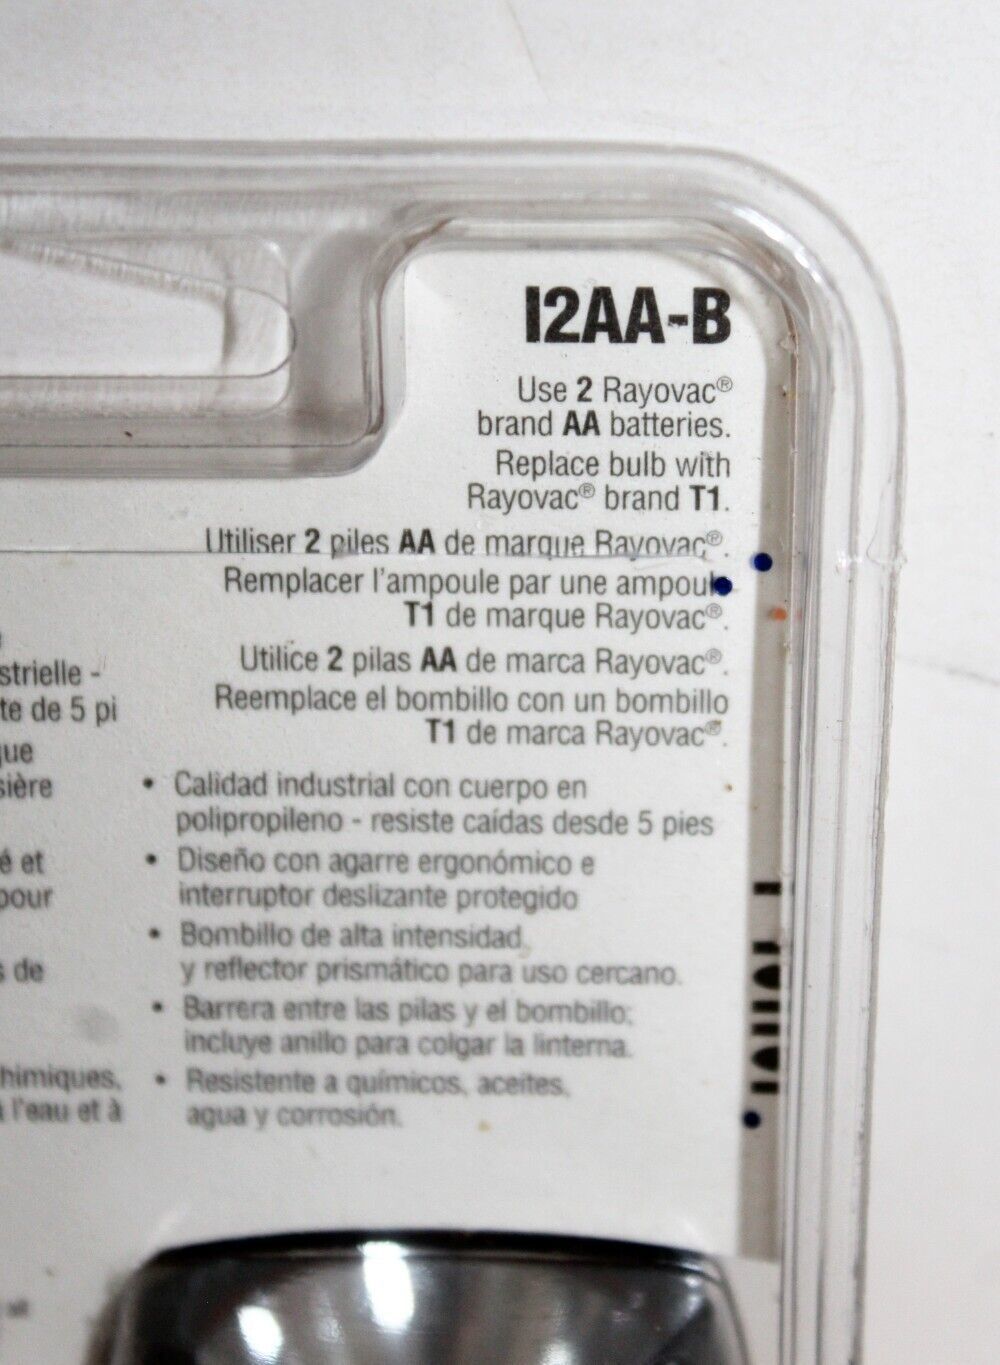 I2AA-B
Use 2 Rayovac®
brand AA batteries.
Replace bulb with
Rayovac® brand T1.
Utiliser 2 piles AA de marque Rayovac®.
Remplacer l'ampoule par une ampoule
T1 de marque Rayovac®.
Utilice 2 pilas AA de marca Rayovac®.
Reemplace el bombillo con un bombillo
T1 de marca Rayovac®.
strielle -
te de 5 pi
que
sière
é et
pour
s de
himiques,
l'eau et à
• Calidad industrial con cuerpo en
polipropileno - resiste caídas desde 5 pies
• Diseño con agarre ergonómico e
interruptor deslizante protegido
• Bombillo de alta intensidad
y reflector prismático para uso cercano.
• Barrera entre las pilas y el bombillo;
incluye anillo para colgar la linterna.
• Resistente a químicos, aceites,
agua y corrosión.